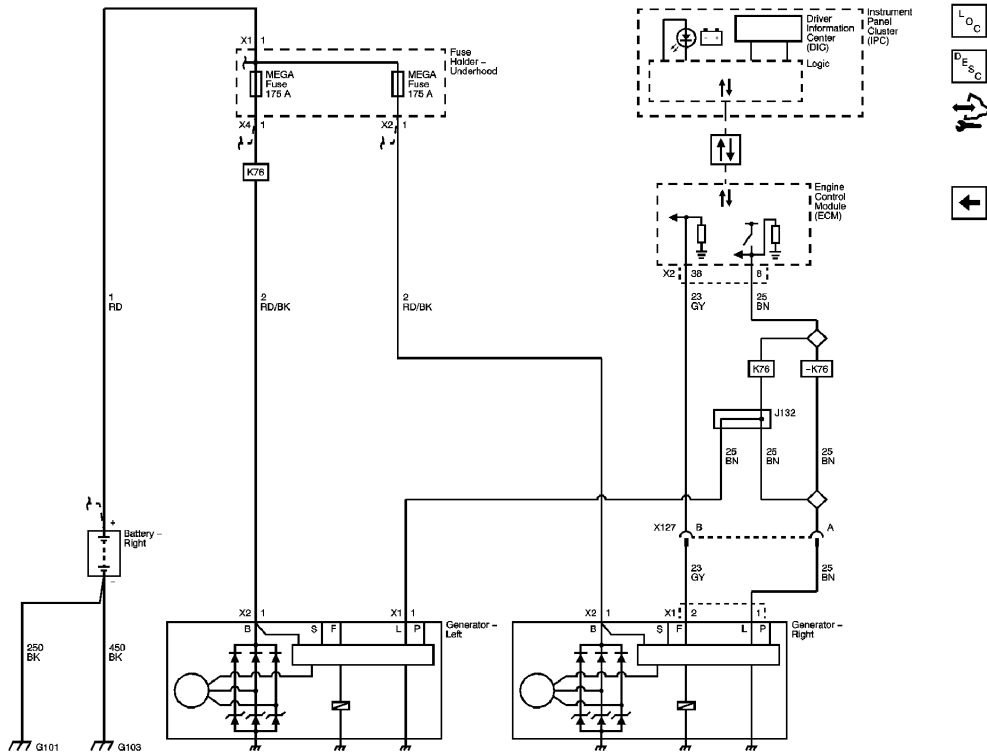 Instrument
Panel
Cluster (IPC)
Driver
Information
Center
(DIC)
Logic
L O C
D E S C
X1 1
Fuse
Holder –
Underhood
MEGA
Fuse
175 A
MEGA
Fuse
175 A
X4 1
X2 1
K76
Engine
Control
Module
(ECM)
X2 38 8
1
RD
2
RD/BK
2
RD/BK
23
GY
25
BN
K76
–K76
J132
25
BN
25
BN
25
BN
+
Battery –
Right
–
X127 B A
23
GY
25
BN
X2 1
X1 1
X2 1
X1 2 1
B S F L P
Generator –
Left
B S F L P
Generator –
Right
250
BK
450
BK
G101
G103